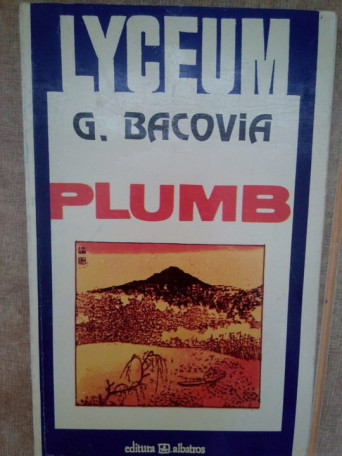 LYCEUM
G. BACOVIA
PLUMB
editura albatros